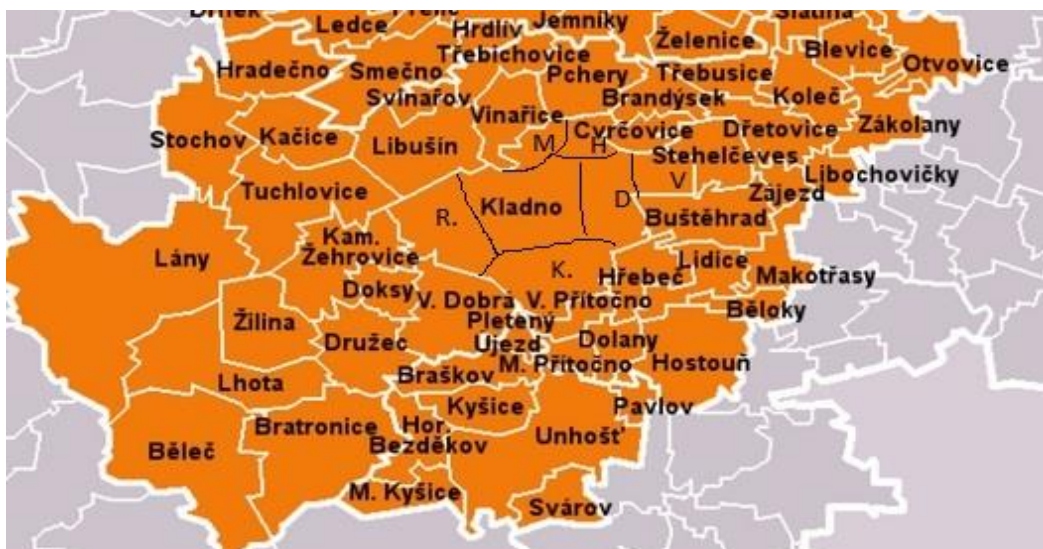 Ledce
Hrdlív
Jemníky
Slatina
Želenice
Blevice
Otvovice
Třebichovice
Hradečno
Smečno
Pchery
Třebusice
Svinařov
Brandýsek
Koleč
Vinařice
Stochov
Kačice
Libušín
M
Cvrčovice
H
Dřetovice
Zákolany
Stehelčeves
Libochovičky
Tuchlovice
V
Zájezd
Kladno
D
R.
Buštěhrad
Kam.
Žehrovice
Lány
K.
Hřebeč
Lidice
Makotřasy
Doksy
V. Dobrá
V. Přítočno
Běloky
Žilina
Pletený
Újezd
Družec
Dolany
Hostouň
M. Přítočno
Braškov
Lhota
Kyšice
Pavlov
Bratronice
Hor.
Bezděkov
Unhošť
Běleč
M. Kyšice
Svárov